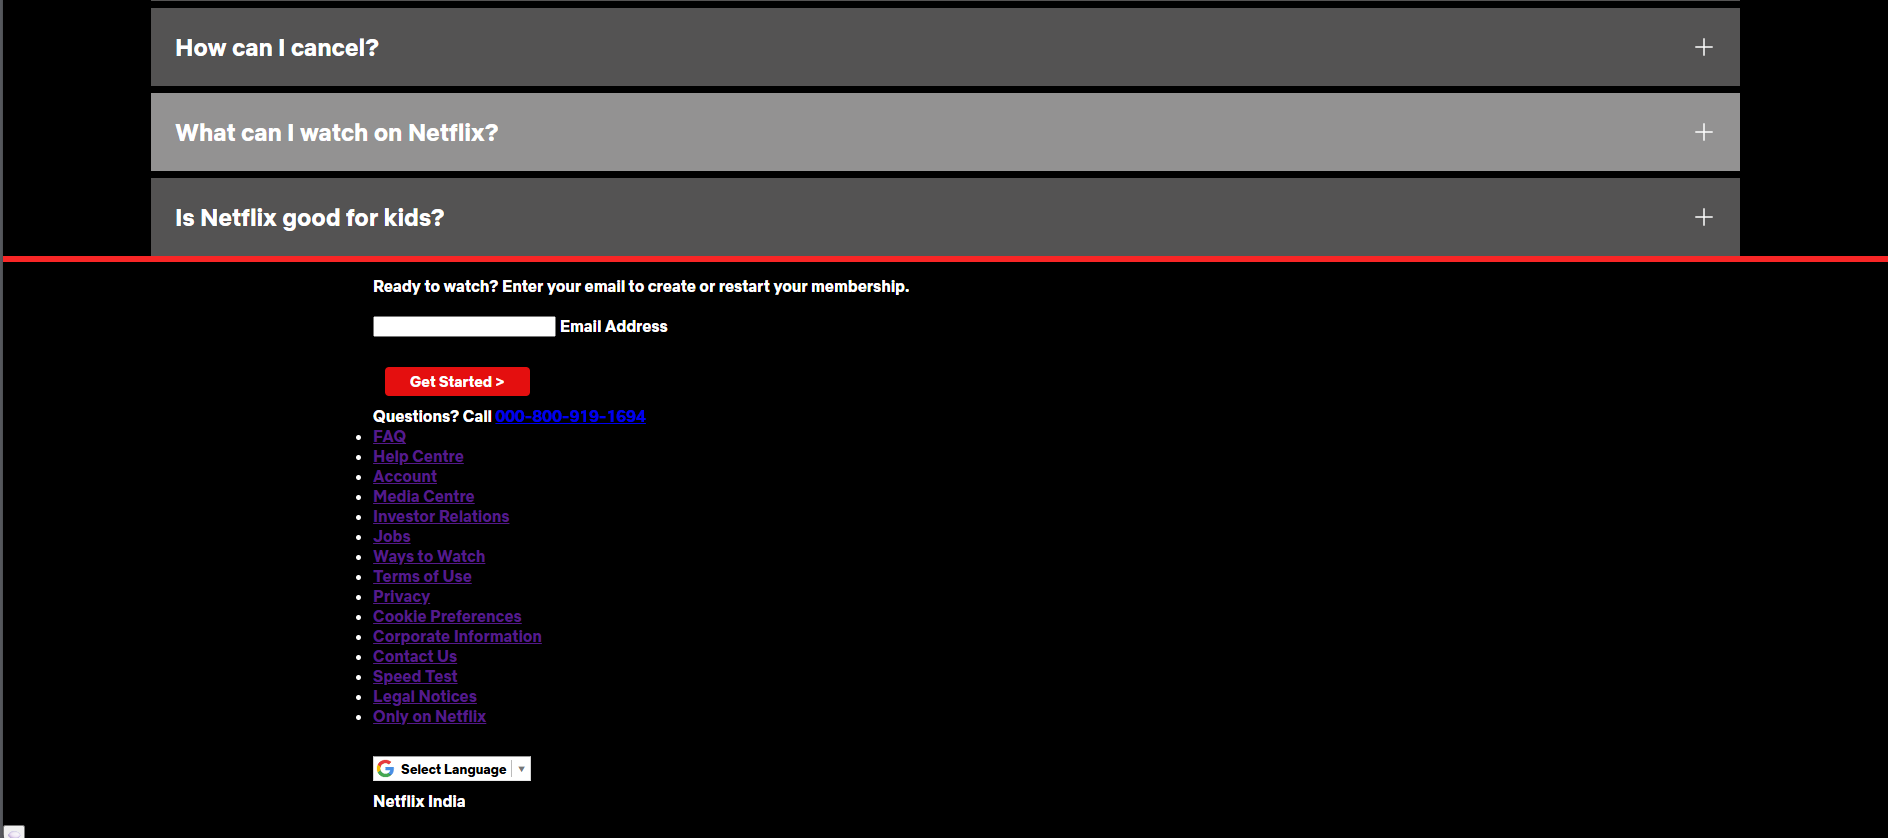 How can I cancel?
What can I watch on Netflix?
Is Netflix good for kids?
Ready to watch? Enter your email to create or restart your membership.
Email Address
Get Started >
Questions? Call 000-800-919-1694
FAQ
Help Centre
Account
Media Centre
Investor Relations
Jobs
Ways to Watch
Terms of Use
Privacy
Cookie Preferences
Corporate Information
Contact Us
Speed Test
Legal Notices
Only on Netflix
Select Language
Netflix India